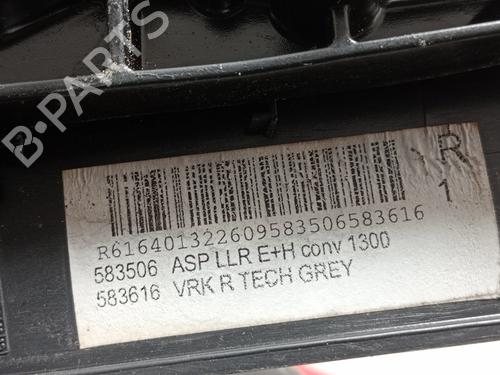 B-PARTS
R
1
R616401322609583506583616
583506 ASP LLR E+H conv 1300
583616 VRK R TECH GREY